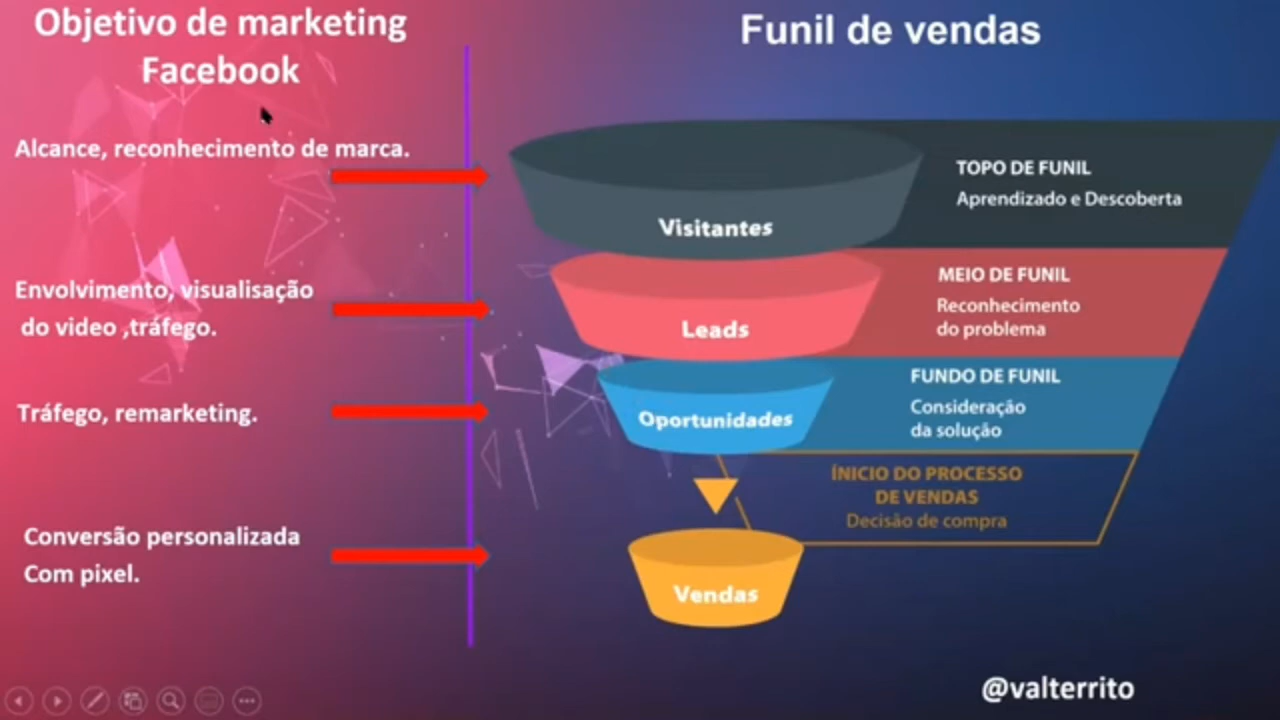 Objetivo de marketing
Facebook
Alcance, reconhecimento de marca.
Envolvimento, visualisação
do video ,tráfego.
Tráfego, remarketing.
Conversão personalizada
Com pixel.
Funil de vendas
Visitantes
TOPO DE FUNIL
Aprendizado e Descoberta
Leads
MEIO DE FUNIL
Reconhecimento
do problema
Oportunidades
FUNDO DE FUNIL
Consideração
da solução
ÍNICIO DO PROCESSO
DE VENDAS
Decisão de compra
Vendas
@valterrito